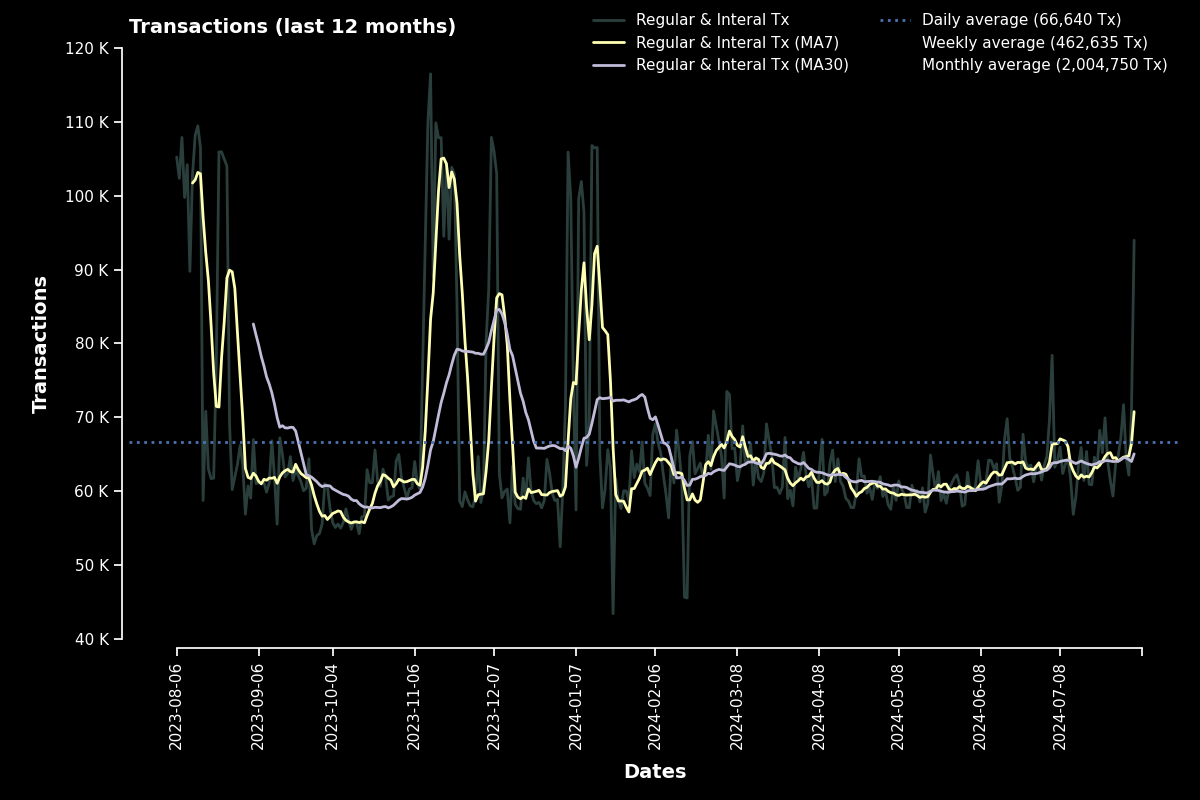 Transactions (last 12 months)
Regular & Interal Tx
Regular & Interal Tx (MA7)
Regular & Interal Tx (MA30)
Daily average (66,640 Tx)
Weekly average (462,635 Tx)
Monthly average (2,004,750 Tx)
Transactions
120 K
110 K
100 K
90 K
80 K
70 K
60 K
50 K
40 K
2023-08-06
2023-09-06
2023-10-04
2023-11-06
2023-12-07
2024-01-07
2024-02-06
2024-03-08
2024-04-08
2024-05-08
2024-06-08
2024-07-08
Dates